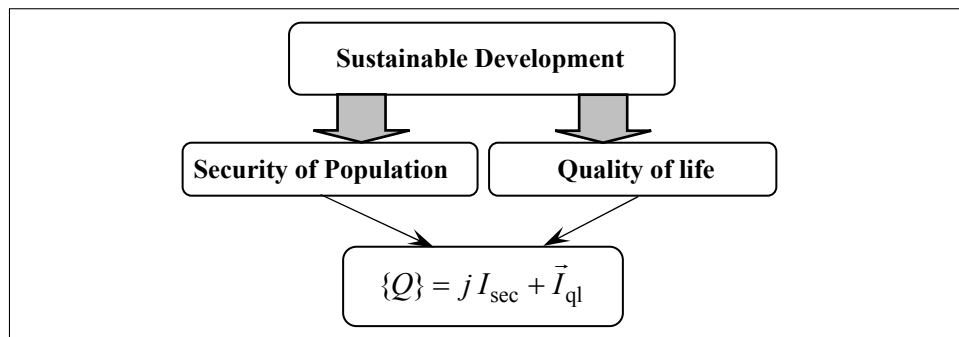 Sustainable Development
Security of Population
Quality of life
{Q} = j I_sec + I⃗_ql